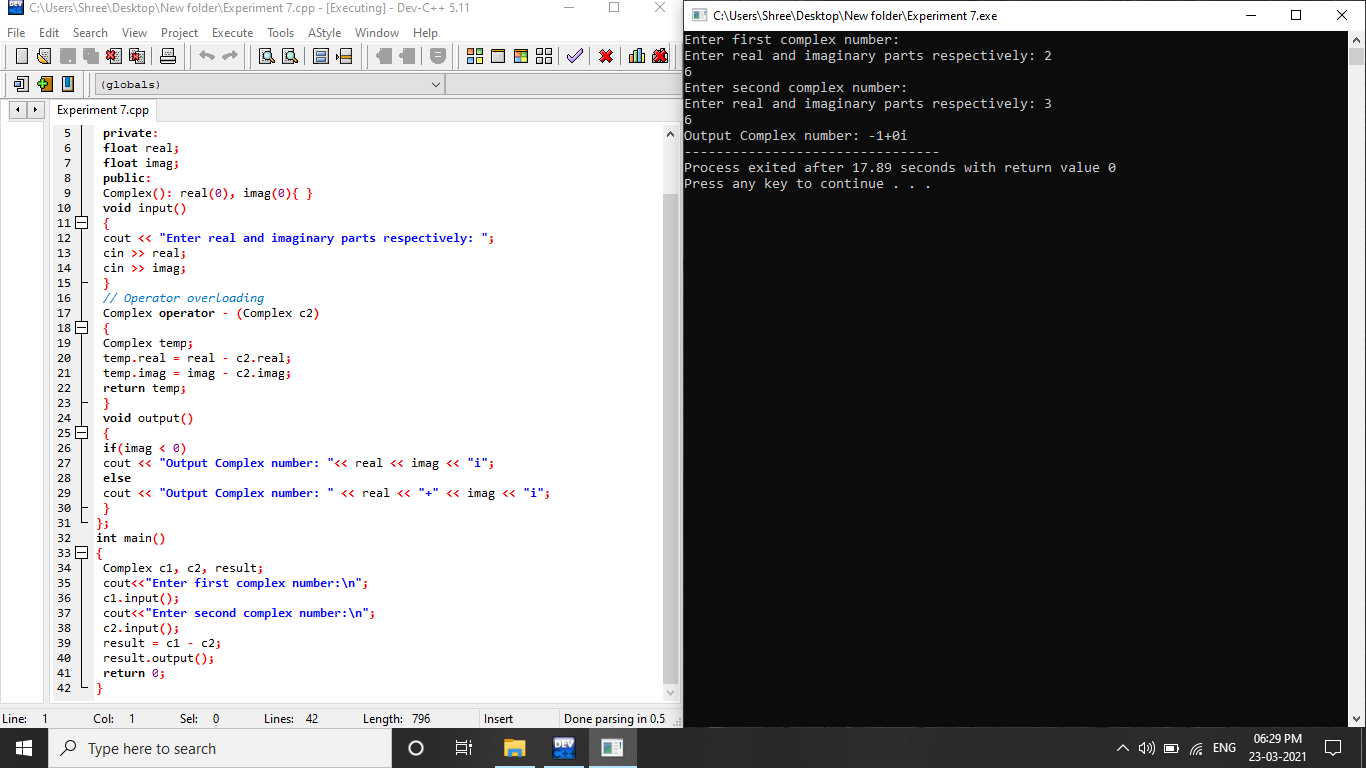 C:\Users\Shree\Desktop\New folder\Experiment 7.cpp - [Executing] - Dev-C++ 5.11
File Edit Search View Project Execute Tools AStyle Window Help
(globals)
Experiment 7.cpp
5 private:
6 float real;
7 float imag;
8 public:
9 Complex(): real(0), imag(0){ }
10 void input()
11 {
12 cout << "Enter real and imaginary parts respectively: ";
13 cin >> real;
14 cin >> imag;
15 }
16 // Operator overloading
17 Complex operator - (Complex c2)
18 {
19 Complex temp;
20 temp.real = real - c2.real;
21 temp.imag = imag - c2.imag;
22 return temp;
23 }
24 void output()
25 {
26 if(imag < 0)
27 cout << "Output Complex number: "<< real << imag << "i";
28 else
29 cout << "Output Complex number: " << real << "+" << imag << "i";
30 }
31 };
32 int main()
33 {
34 Complex c1, c2, result;
35 cout<<"Enter first complex number:\n";
36 c1.input();
37 cout<<"Enter second complex number:\n";
38 c2.input();
39 result = c1 - c2;
40 result.output();
41 return 0;
42 }
Line: 1 Col: 1 Sel: 0 Lines: 42 Length: 796 Insert Done parsing in 0.5
C:\Users\Shree\Desktop\New folder\Experiment 7.exe
Enter first complex number:
Enter real and imaginary parts respectively: 2
6
Enter second complex number:
Enter real and imaginary parts respectively: 3
6
Output Complex number: -1+0i
--------------------------------
Process exited after 17.89 seconds with return value 0
Press any key to continue . . .
Type here to search
DEV
ENG
06:29 PM
23-03-2021